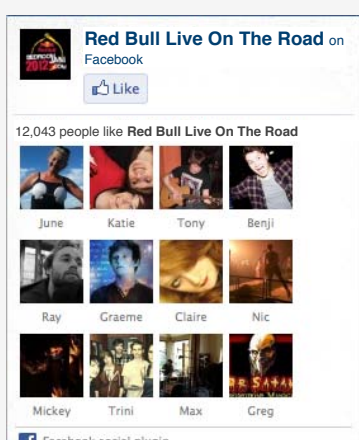 Red Bull Live On The Road on
Facebook
Like
12,043 people like Red Bull Live On The Road
June Katie Tony Benji
Ray Graeme Claire Nic
Mickey Trini Max Greg
Facebook social plugin